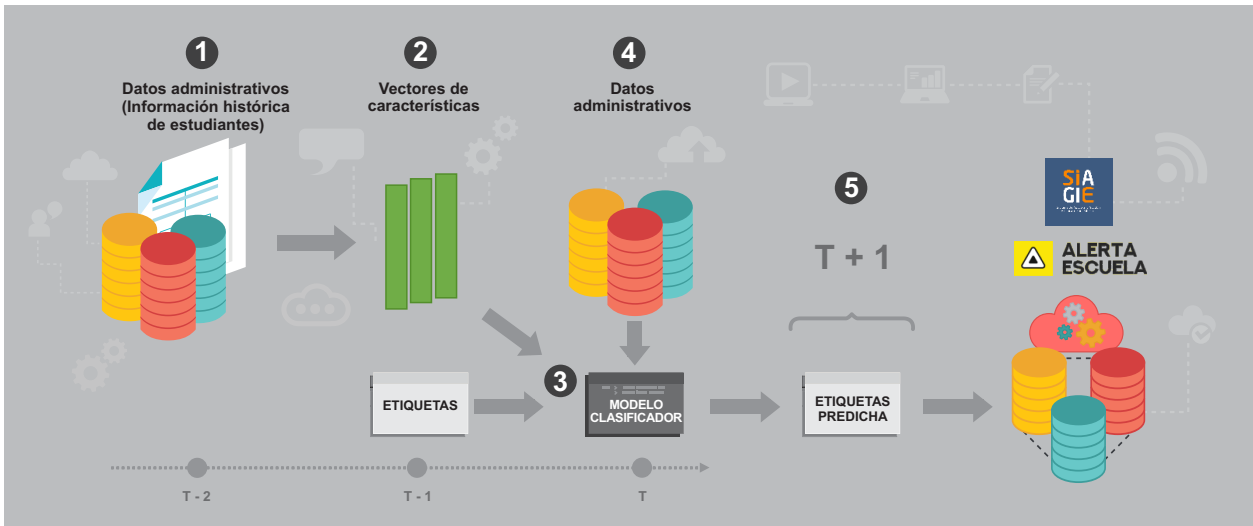 1
Datos administrativos
(Información histórica
de estudiantes)
2
Vectores de
características
4
Datos
administrativos
5
T + 1
SIA
GIE
ALERTA
ESCUELA
ETIQUETAS
3
MODELO
CLASIFICADOR
ETIQUETAS
PREDICHA
T - 2
T - 1
T